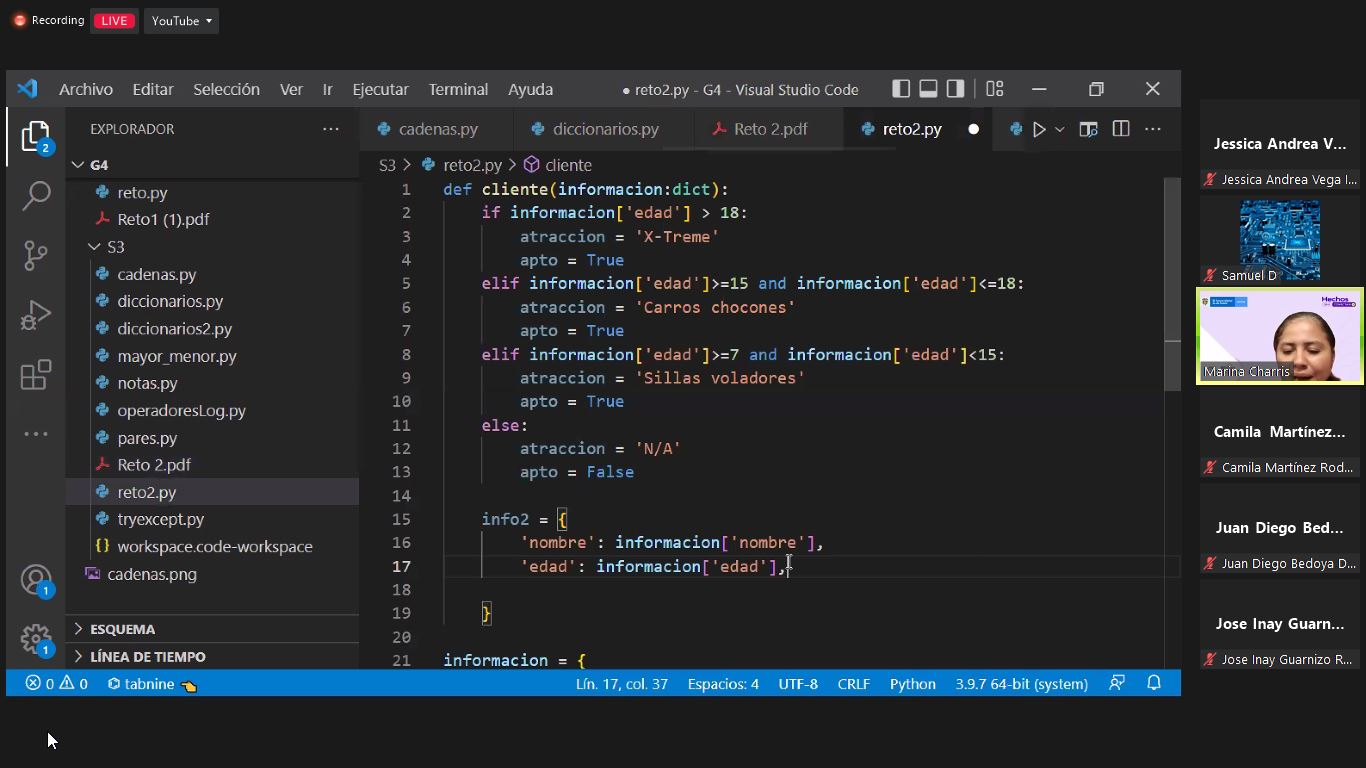 Recording LIVE YouTube
Archivo Editar Selección Ver Ir Ejecutar Terminal Ayuda ● reto2.py - G4 - Visual Studio Code
EXPLORADOR ···
cadenas.py diccionarios.py Reto 2.pdf reto2.py
S3 > reto2.py > cliente
G4
reto.py
Reto1 (1).pdf
S3
cadenas.py
diccionarios.py
diccionarios2.py
mayor_menor.py
notas.py
operadoresLog.py
pares.py
Reto 2.pdf
reto2.py
tryexcept.py
{} workspace.code-workspace
cadenas.png
ESQUEMA
LÍNEA DE TIEMPO
2
1
1
1 def cliente(informacion:dict):
2 if informacion['edad'] > 18:
3 atraccion = 'X-Treme'
4 apto = True
5 elif informacion['edad']>=15 and informacion['edad']<=18:
6 atraccion = 'Carros chocones'
7 apto = True
8 elif informacion['edad']>=7 and informacion['edad']<15:
9 atraccion = 'Sillas voladores'
10 apto = True
11 else:
12 atraccion = 'N/A'
13 apto = False
14
15 info2 = {
16 'nombre': informacion['nombre'],
17 'edad': informacion['edad'],
18
19 }
20
21 informacion = {
0 0 tabnine Lín. 17, col. 37 Espacios: 4 UTF-8 CRLF Python 3.9.7 64-bit (system)
Jessica Andrea V...
Jessica Andrea Vega I...
Samuel D
Hechos
Marina Charris
Camila Martínez...
Camila Martínez Rod...
Juan Diego Bed...
Juan Diego Bedoya D...
Jose Inay Guarn...
Jose Inay Guarnizo R...